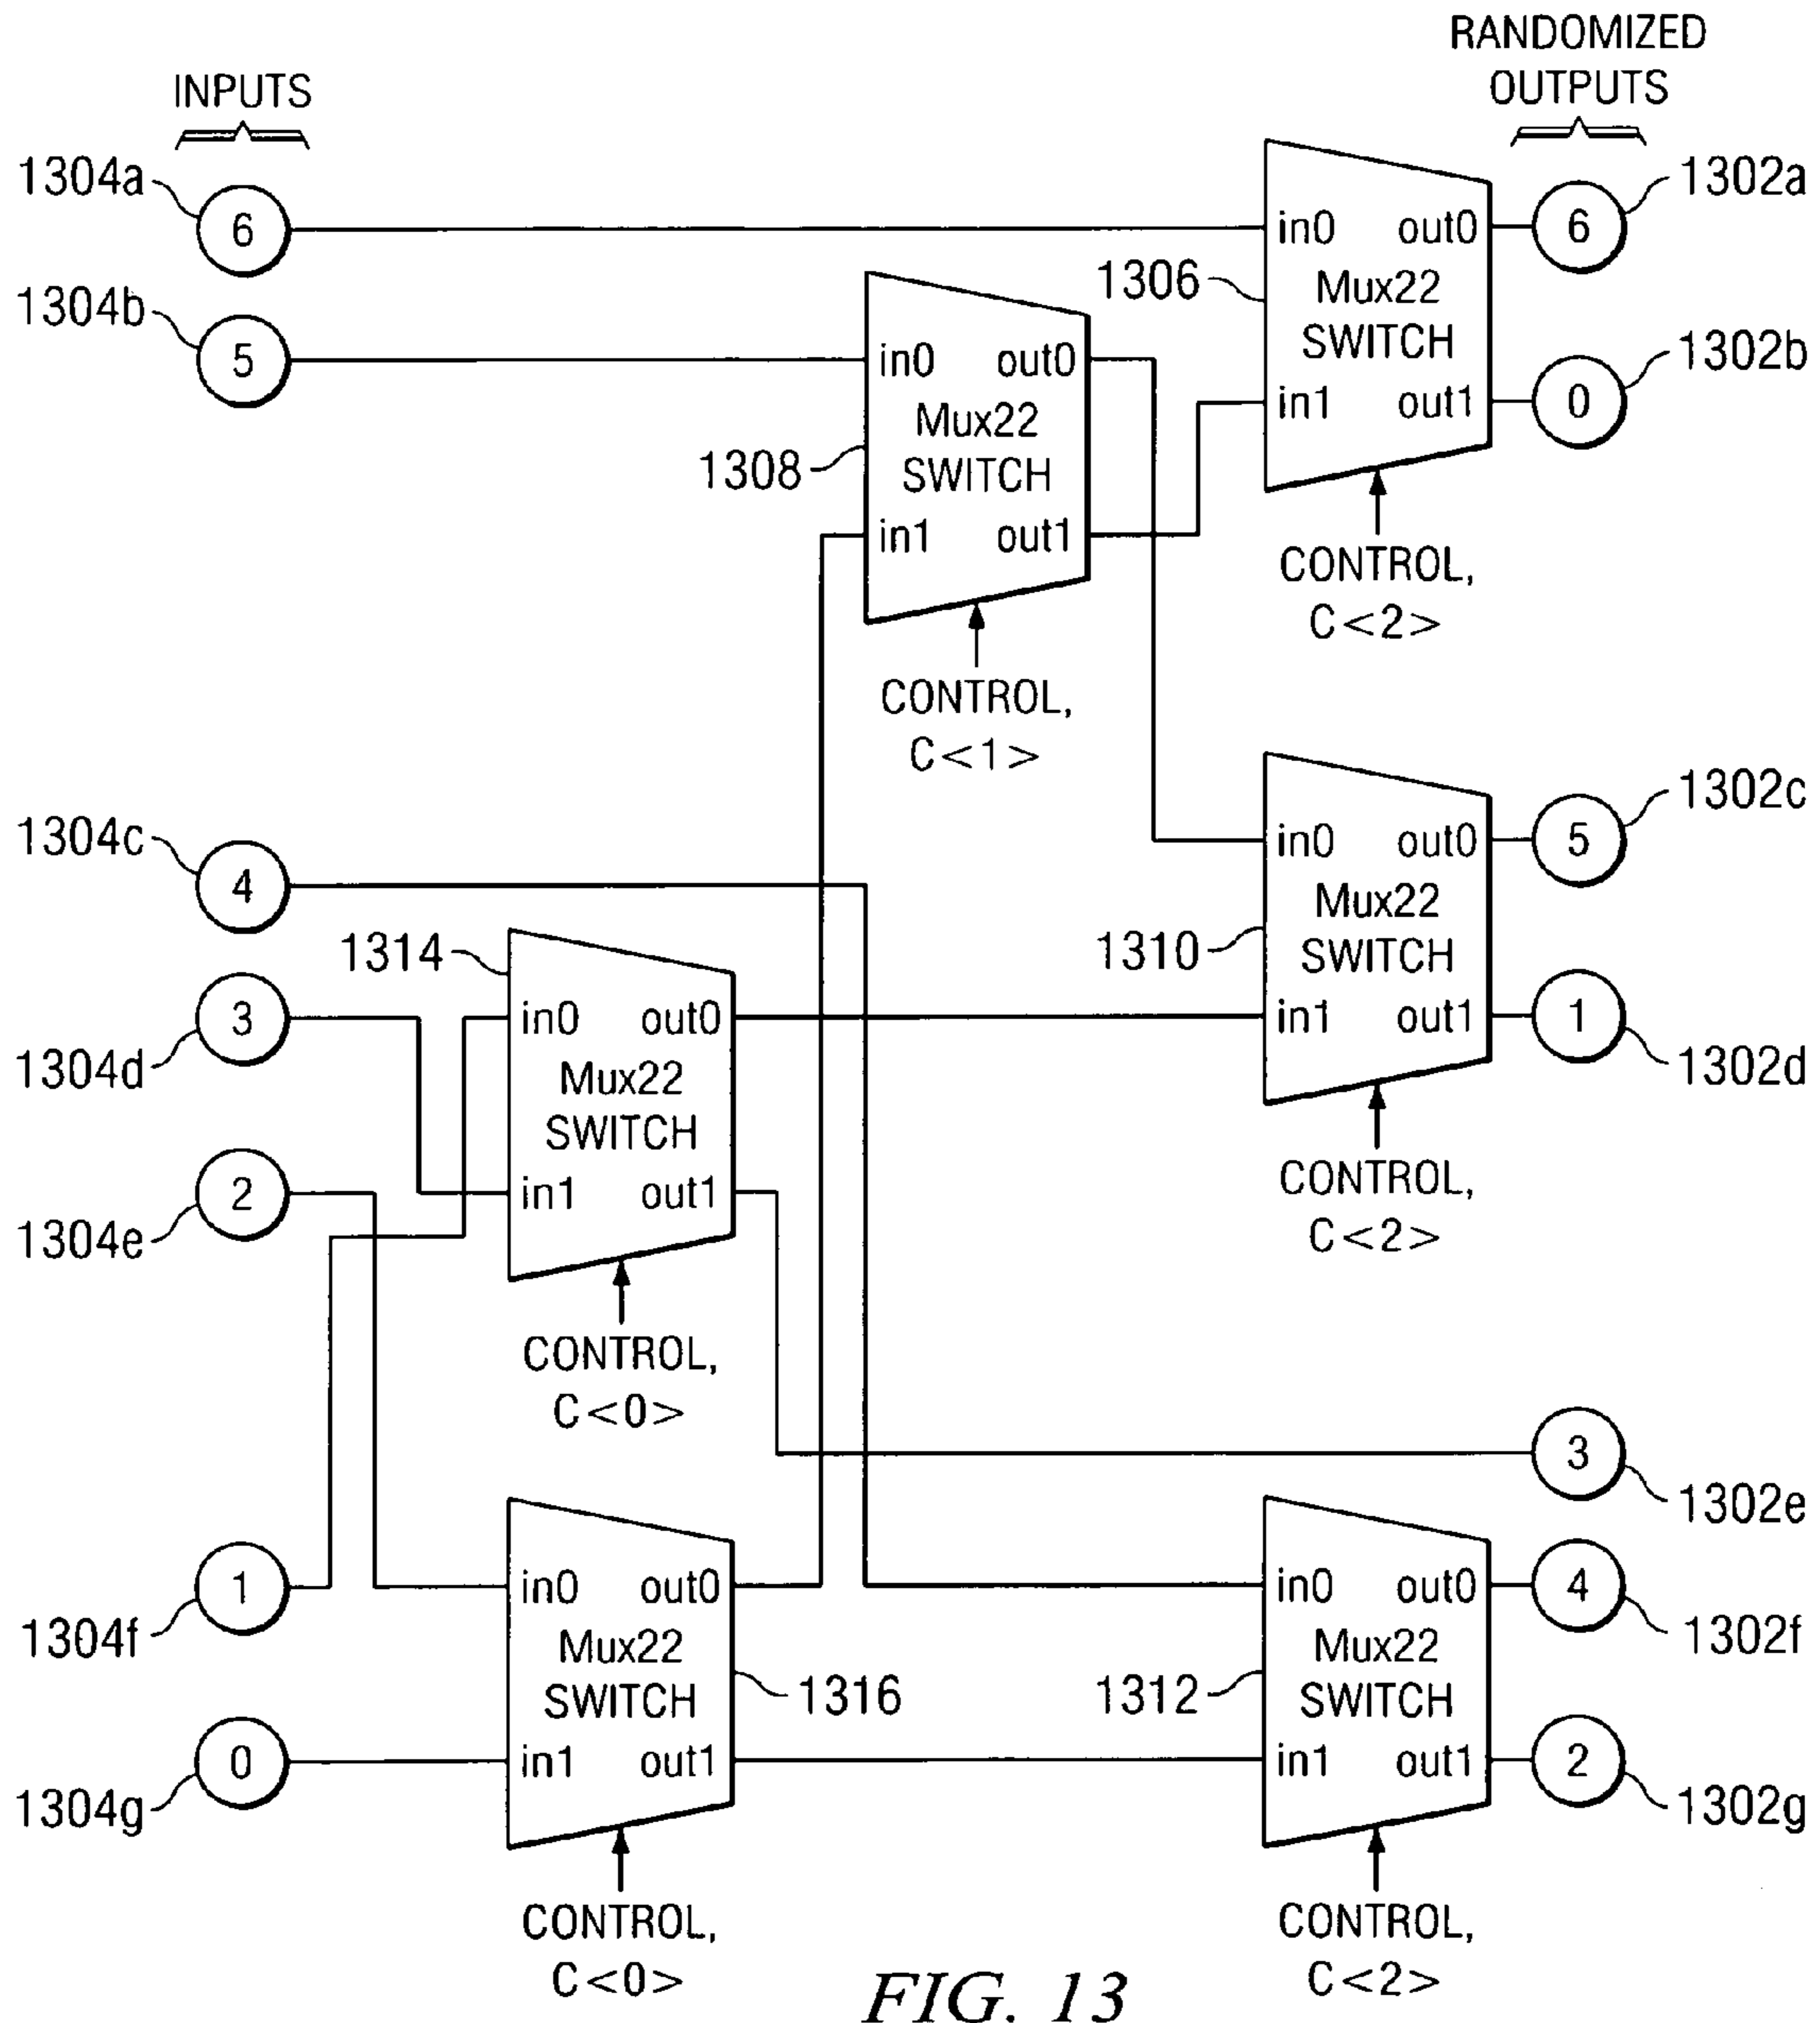 RANDOMIZED
OUTPUTS
INPUTS
1304a
6
in0 out0
6
1302a
1306
Mux22
SWITCH
1304b
5
in0 out0
in1 out1
0
1302b
Mux22
SWITCH
1308
in1 out1
CONTROL,
C<2>
CONTROL,
C<1>
1304c
4
in0 out0
5
1302c
1310
Mux22
SWITCH
1314
1304d
3
in0 out0
in1 out1
1
1302d
Mux22
SWITCH
1304e
2
in1 out1
CONTROL,
C<2>
CONTROL,
C<0>
3
1302e
1304f
1
in0 out0
in0 out0
4
1302f
Mux22
SWITCH
1316
1312
Mux22
SWITCH
1304g
0
in1 out1
in1 out1
2
1302g
CONTROL,
C<0>
CONTROL,
C<2>
FIG. 13